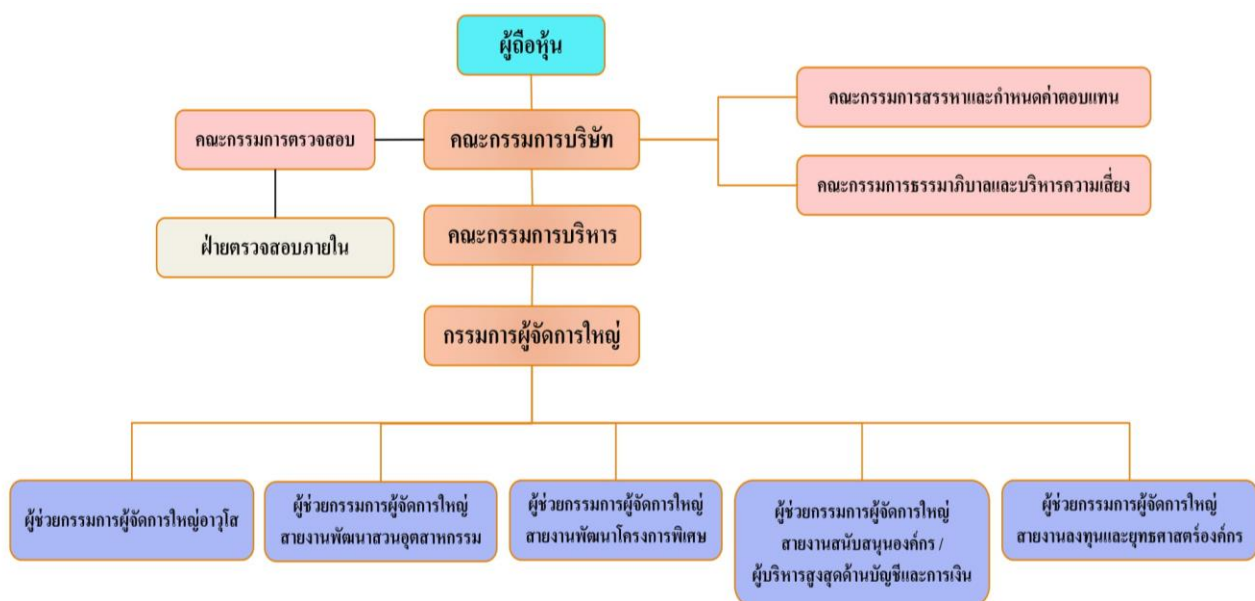 ผู้ถือหุ้น
คณะกรรมการสรรหาและกำหนดค่าตอบแทน
คณะกรรมการตรวจสอบ
คณะกรรมการบริษัท
คณะกรรมการธรรมาภิบาลและบริหารความเสี่ยง
ฝ่ายตรวจสอบภายใน
คณะกรรมการบริหาร
กรรมการผู้จัดการใหญ่
ผู้ช่วยกรรมการผู้จัดการใหญ่อาวุโส
ผู้ช่วยกรรมการผู้จัดการใหญ่
สายงานพัฒนาสวนอุตสาหกรรม
ผู้ช่วยกรรมการผู้จัดการใหญ่
สายงานพัฒนาโครงการพิเศษ
ผู้ช่วยกรรมการผู้จัดการใหญ่
สายงานสนับสนุนองค์กร /
ผู้บริหารสูงสุดด้านบัญชีและการเงิน
ผู้ช่วยกรรมการผู้จัดการใหญ่
สายงานลงทุนและยุทธศาสตร์องค์กร